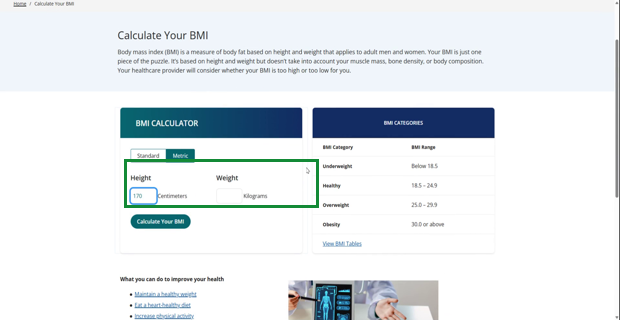 Home / Calculate Your BMI
Calculate Your BMI
Body mass index (BMI) is a measure of body fat based on height and weight that applies to adult men and women. Your BMI is just one
piece of the puzzle. It's based on height and weight but doesn't take into account your muscle mass, bone density, or body composition.
Your healthcare provider will consider whether your BMI is too high or too low for you.
BMI CALCULATOR
Standard Metric
Height Weight
170 Centimeters Kilograms
Calculate Your BMI
BMI CATEGORIES
BMI Category BMI Range
Underweight Below 18.5
Healthy 18.5 – 24.9
Overweight 25.0 – 29.9
Obesity 30.0 or above
View BMI Tables
What you can do to improve your health
Maintain a healthy weight
Eat a heart-healthy diet
Increase physical activity